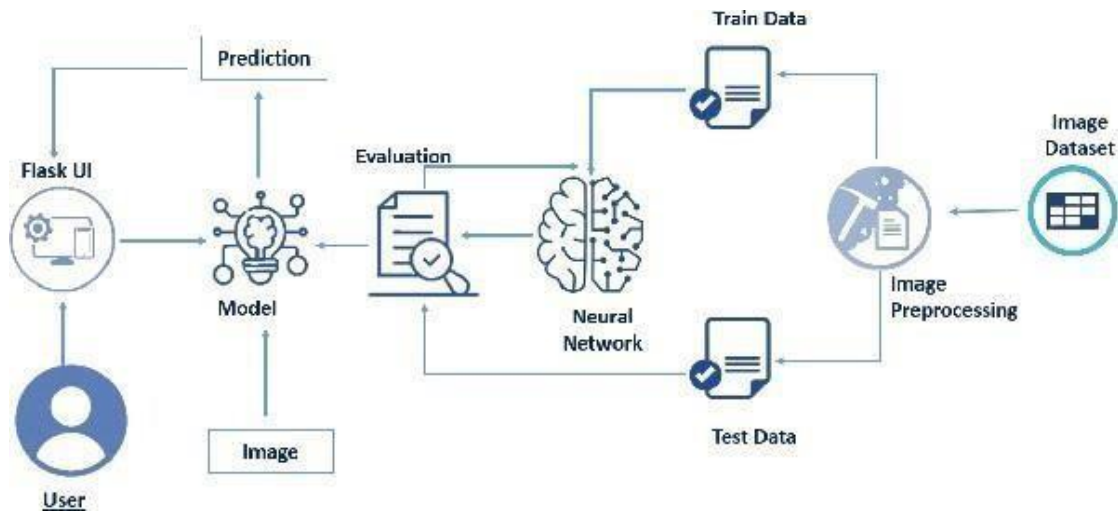 Train Data
Prediction
Image
Dataset
Evaluation
Flask UI
Model
Neural
Network
Image
Preprocessing
Image
Test Data
User